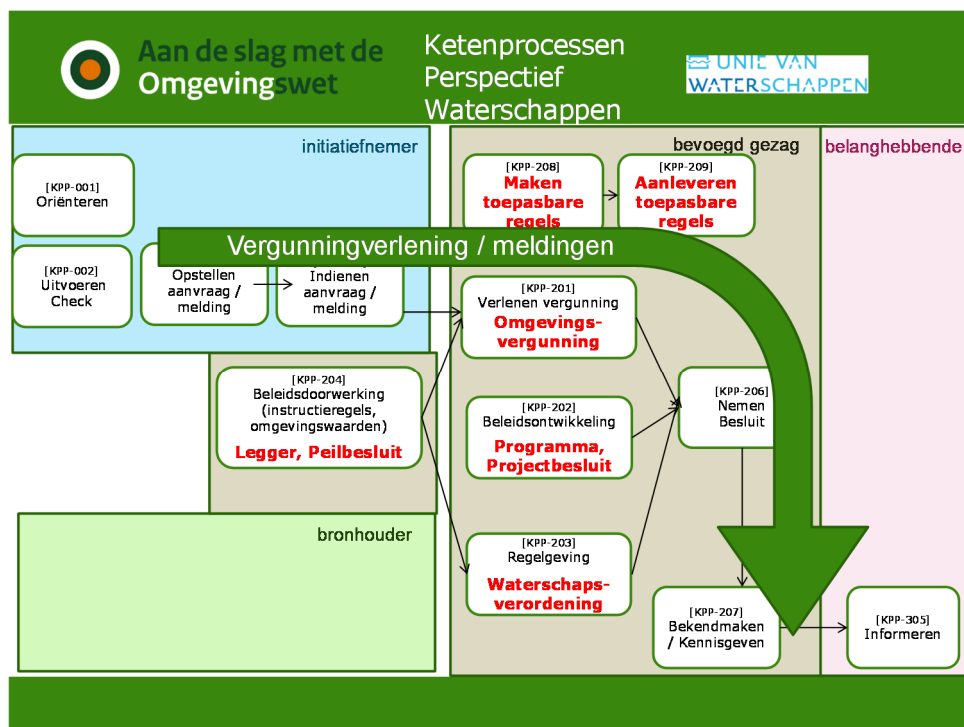 Aan de slag met de
Omgevingswet
Ketenprocessen
Perspectief
Waterschappen
UNIE VAN
WATERSCHAPPEN
initiatiefnemer
bevoegd gezag
belanghebbende
[KPP-001]
Oriënteren
[KPP-208]
Maken
toepasbare
regels
[KPP-209]
Aanleveren
toepasbare
regels
Vergunningverlening / meldingen
[KPP-002]
Uitvoeren
Check
Opstellen
aanvraag /
melding
Indienen
aanvraag /
melding
[KPP-201]
Verlenen vergunning
Omgevings-
vergunning
[KPP-204]
Beleidsdoorwerking
(instructieregels,
omgevingswaarden)
Legger, Peilbesluit
[KPP-202]
Beleidsontwikkeling
Programma,
Projectbesluit
[KPP-206]
Nemen
Besluit
bronhouder
[KPP-203]
Regelgeving
Waterschaps-
verordening
[KPP-207]
Bekendmaken
/ Kennisgeven
[KPP-305]
Informeren